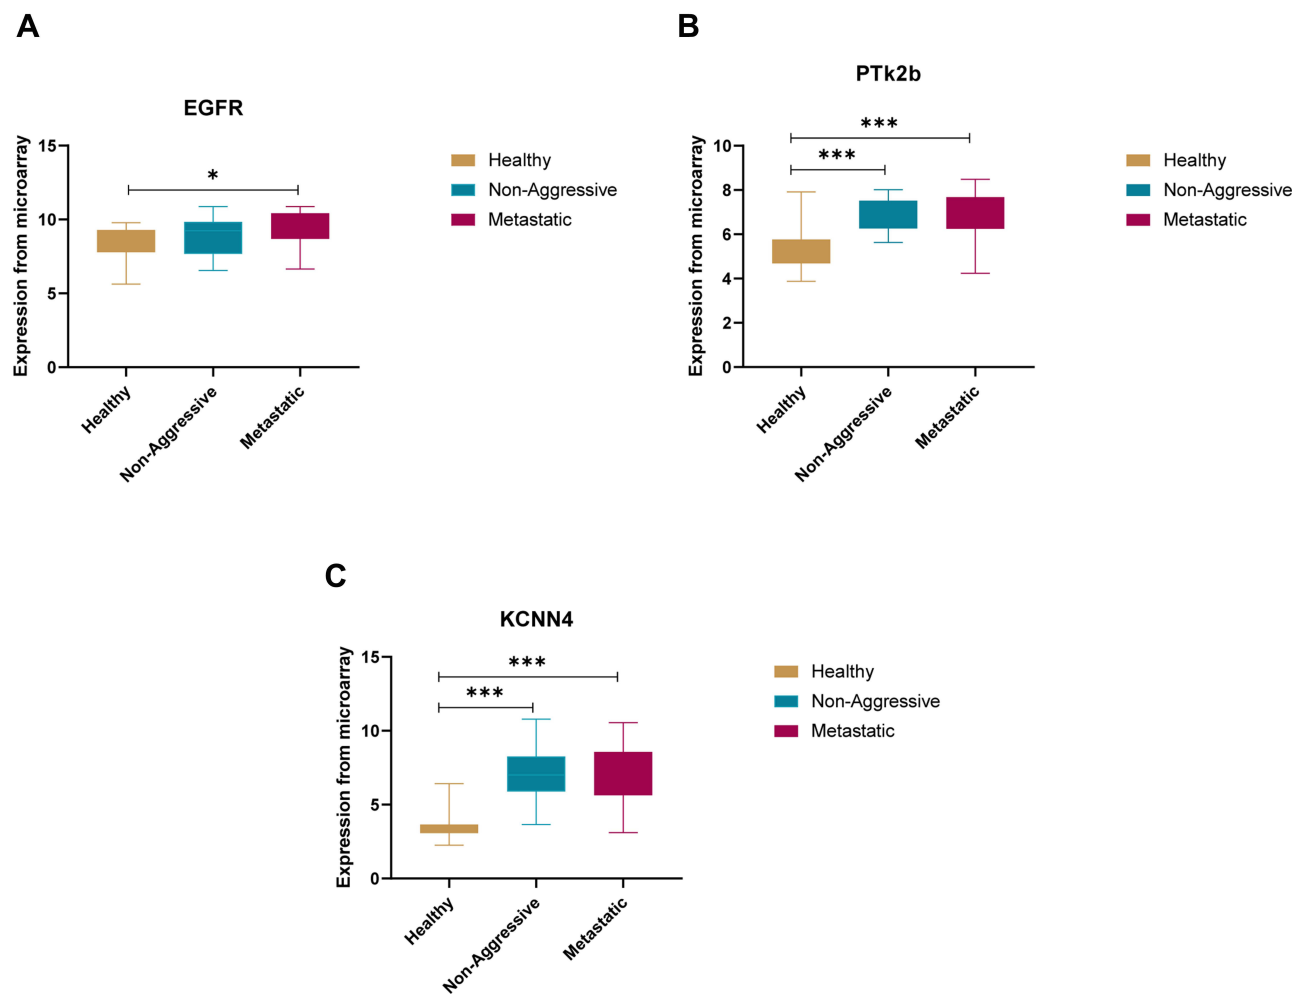 A
EGFR
Expression from microarray
15
10
5
0
*
Healthy
Non-Aggressive
Metastatic
Healthy
Non-Aggressive
Metastatic
B
PTk2b
Expression from microarray
10
8
6
4
2
0
***
***
Healthy
Non-Aggressive
Metastatic
Healthy
Non-Aggressive
Metastatic
C
KCNN4
Expression from microarray
15
10
5
0
***
***
Healthy
Non-Aggressive
Metastatic
Healthy
Non-Aggressive
Metastatic